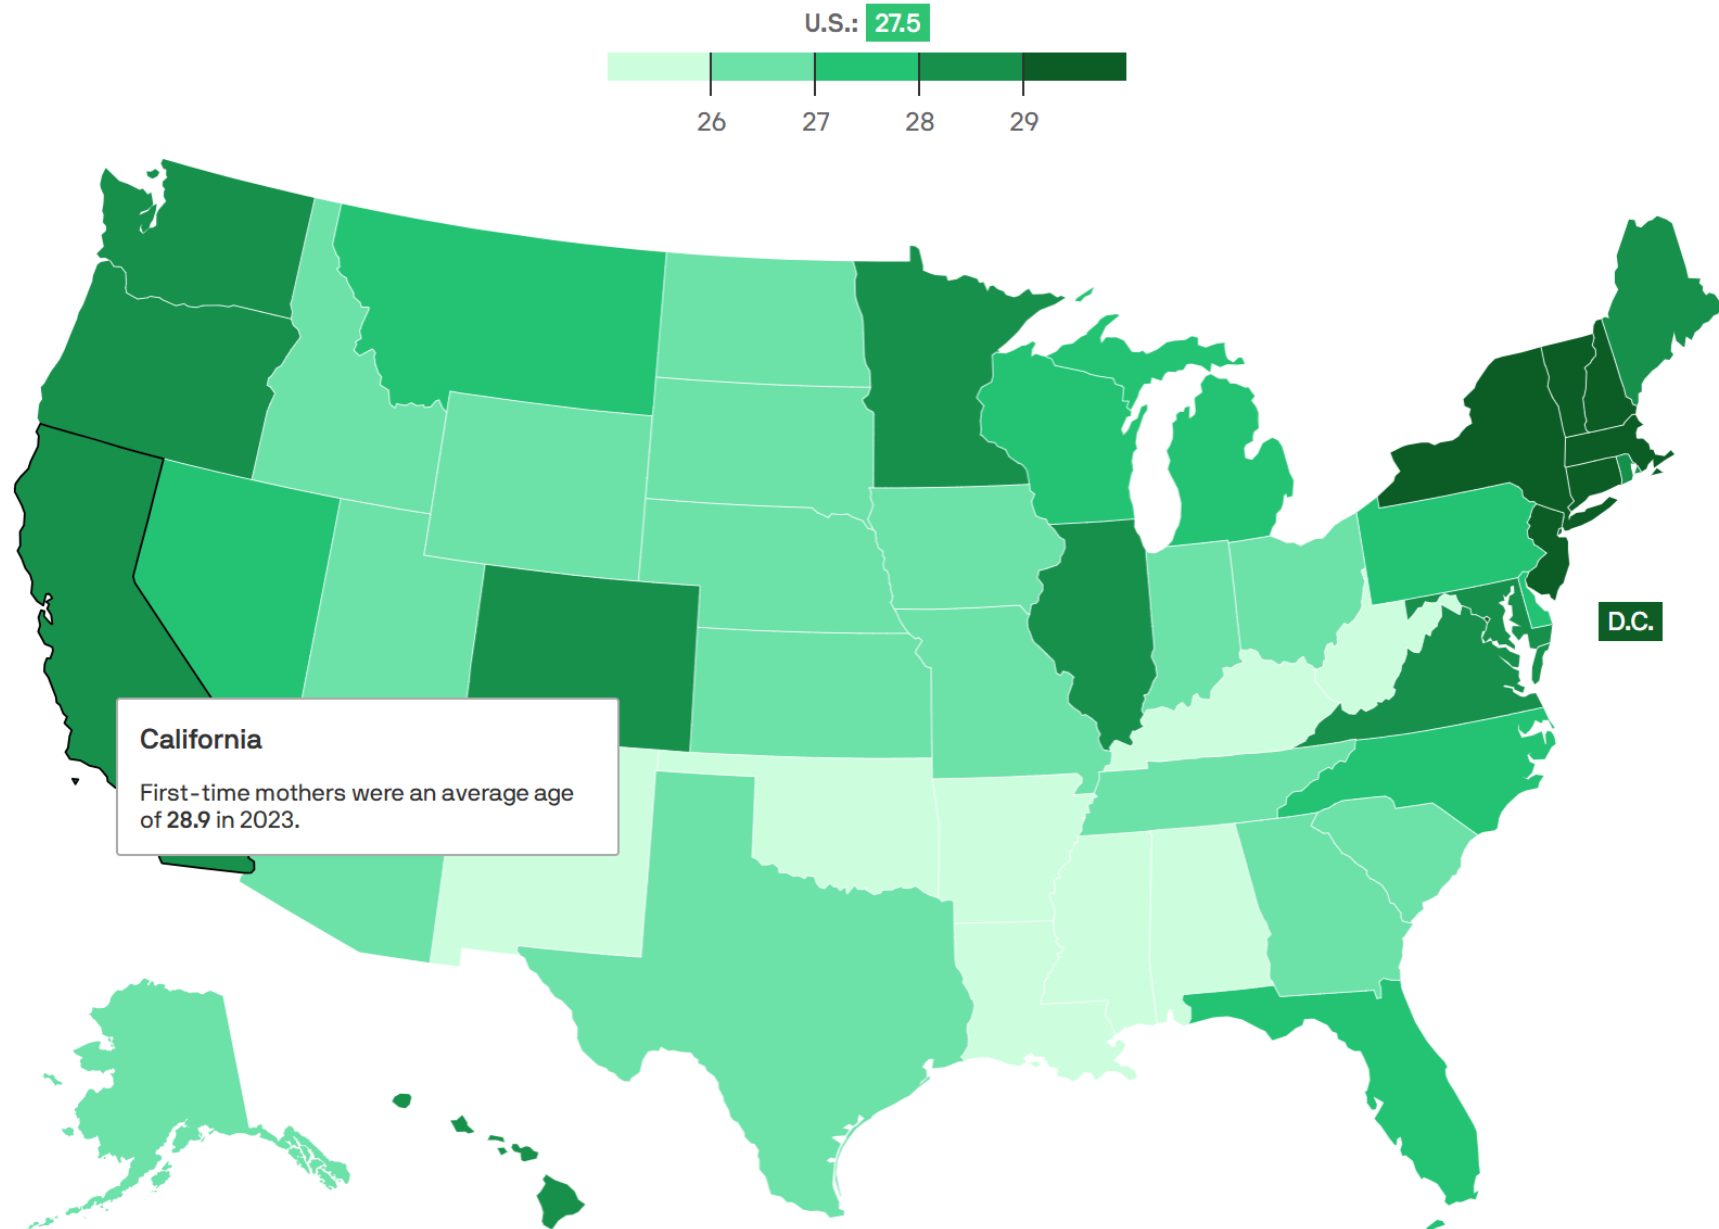 U.S.: 27.5
26 27 28 29
D.C.
California
First-time mothers were an average age
of 28.9 in 2023.